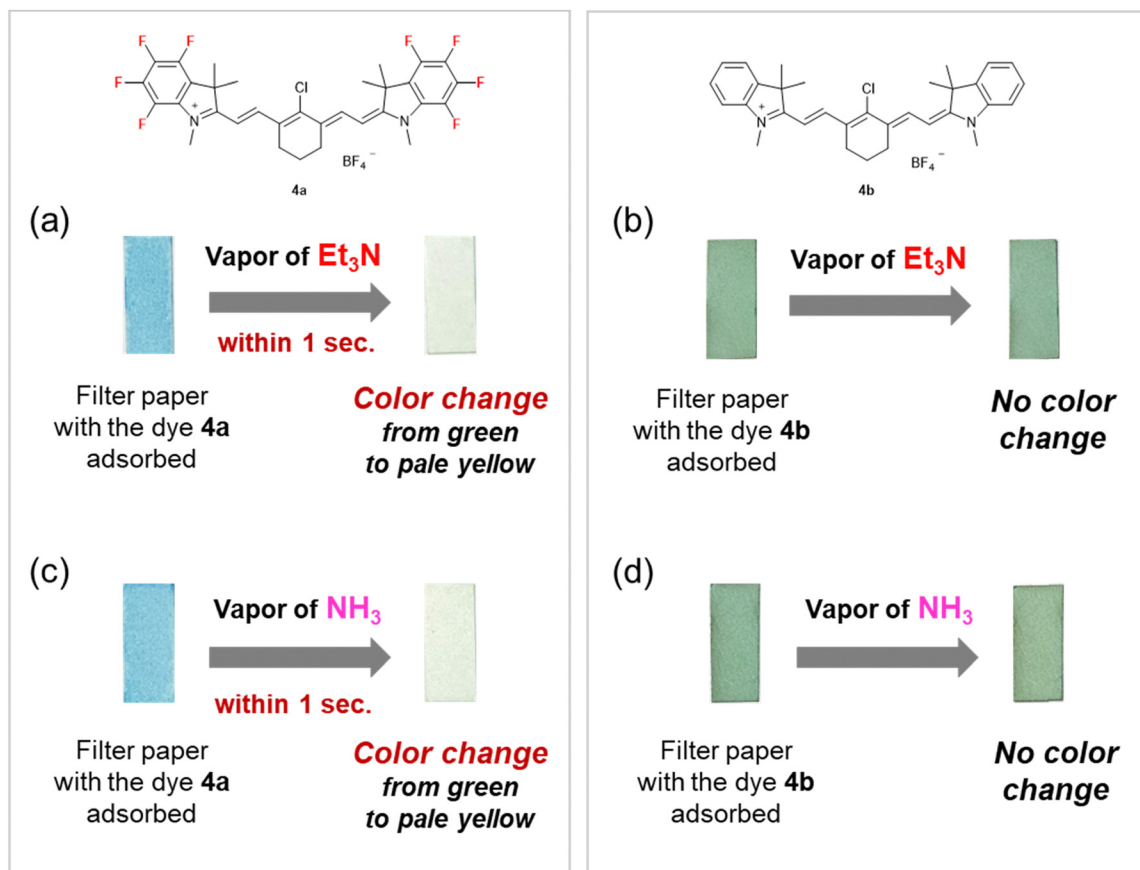 F
F
F
F
Cl
N
+
N
F
F
F
F
BF₄⁻
4a
(a)
Vapor of Et₃N
within 1 sec.
Filter paper
with the dye 4a
adsorbed
Color change
from green
to pale yellow
(c)
Vapor of NH₃
within 1 sec.
Filter paper
with the dye 4a
adsorbed
Color change
from green
to pale yellow
Cl
N
+
N
BF₄⁻
4b
(b)
Vapor of Et₃N
Filter paper
with the dye 4b
adsorbed
No color
change
(d)
Vapor of NH₃
Filter paper
with the dye 4b
adsorbed
No color
change